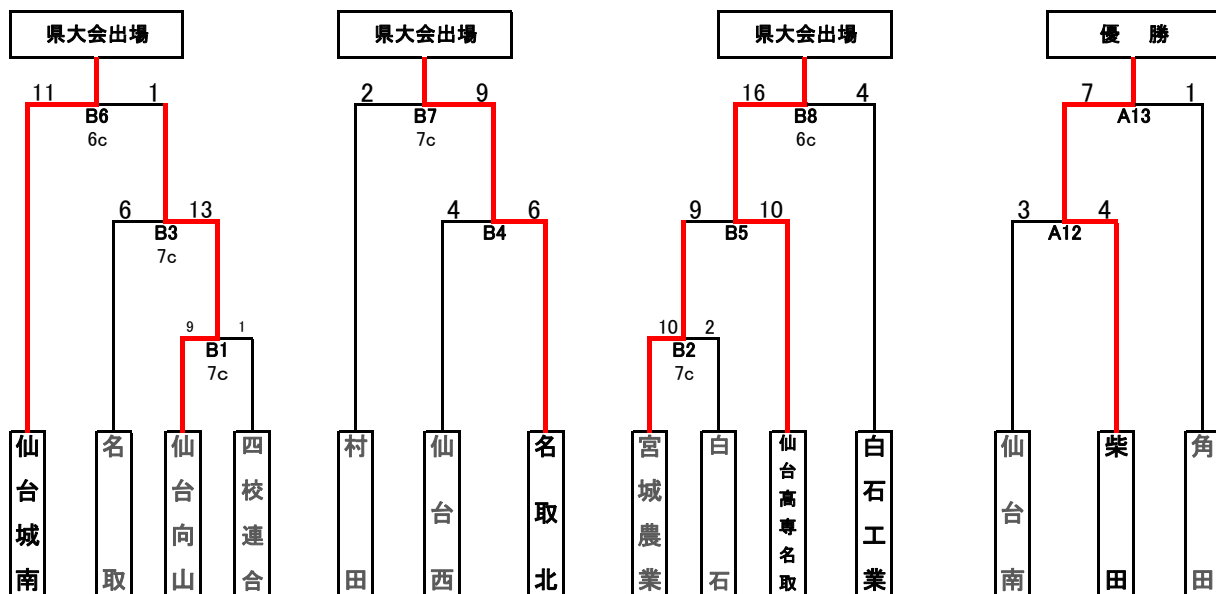 県大会出場 県大会出場 県大会出場 優 勝
11 1 2 9 16 4 7 1
B6 B7 B8 A13
6c 7c 6c
6 13 4 6 9 10 3 4
B3 B4 B5 A12
7c
9 1 10 2
B1 B2
7c 7c
仙台城南
名取
仙台向山
四校連合
村田
仙台西
名取北
宮城農業
白石
仙台高専名取
白石工業
仙台南
柴田
角田